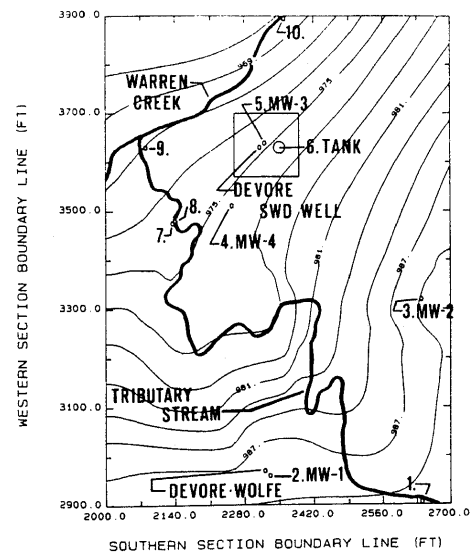 3900.0
10.
969.
WARREN
CREEK
975.
3700.0
5.MW-3
981.
9.
6.TANK
DEVORE
SWD WELL
8.
975.
3500.0
7.
4.MW-4
981.
987.
3300.0
3.MW-2
981.
TRIBUTARY
STREAM
3100.0
987.
987.
2.MW-1
1.
DEVORE·WOLFE
2900.0
2000.0 2140.0 2280.0 2420.0 2560.0 2700.0
SOUTHERN SECTION BOUNDARY LINE (FT)
WESTERN SECTION BOUNDARY LINE (FT)